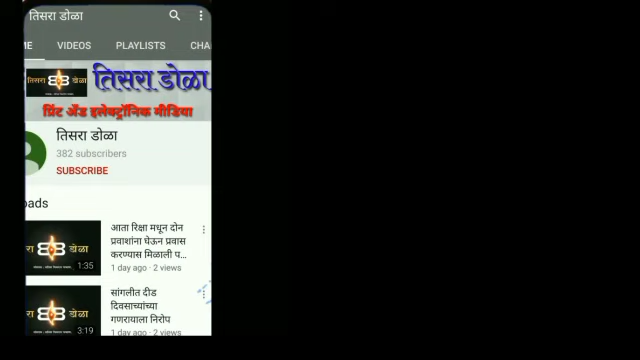 तिसरा डोळा
ME VIDEOS PLAYLISTS CHA
तिसरा डोळा तिसरा डोळा
प्रिंट अँड इलेक्ट्रॉनिक मीडिया
तिसरा डोळा
382 subscribers
SUBSCRIBE
oads
आता रिक्षा मधून दोन
प्रवाशांना घेऊन प्रवास
करण्यास मिळाली प...
1 day ago · 2 views
रा डोळा
1:35
सांगलीत दीड
दिवसाच्यांच्या
गणरायाला निरोप
1 day ago · 2 views
रा डोळा
3:19